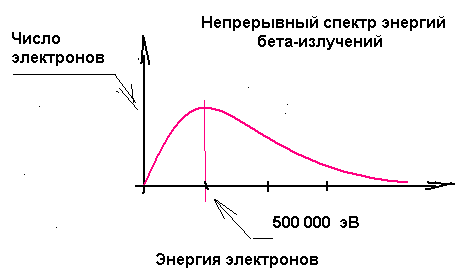 Непрерывный спектр энергий
бета-излучений
Число
электронов
500 000 эВ
Энергия электронов